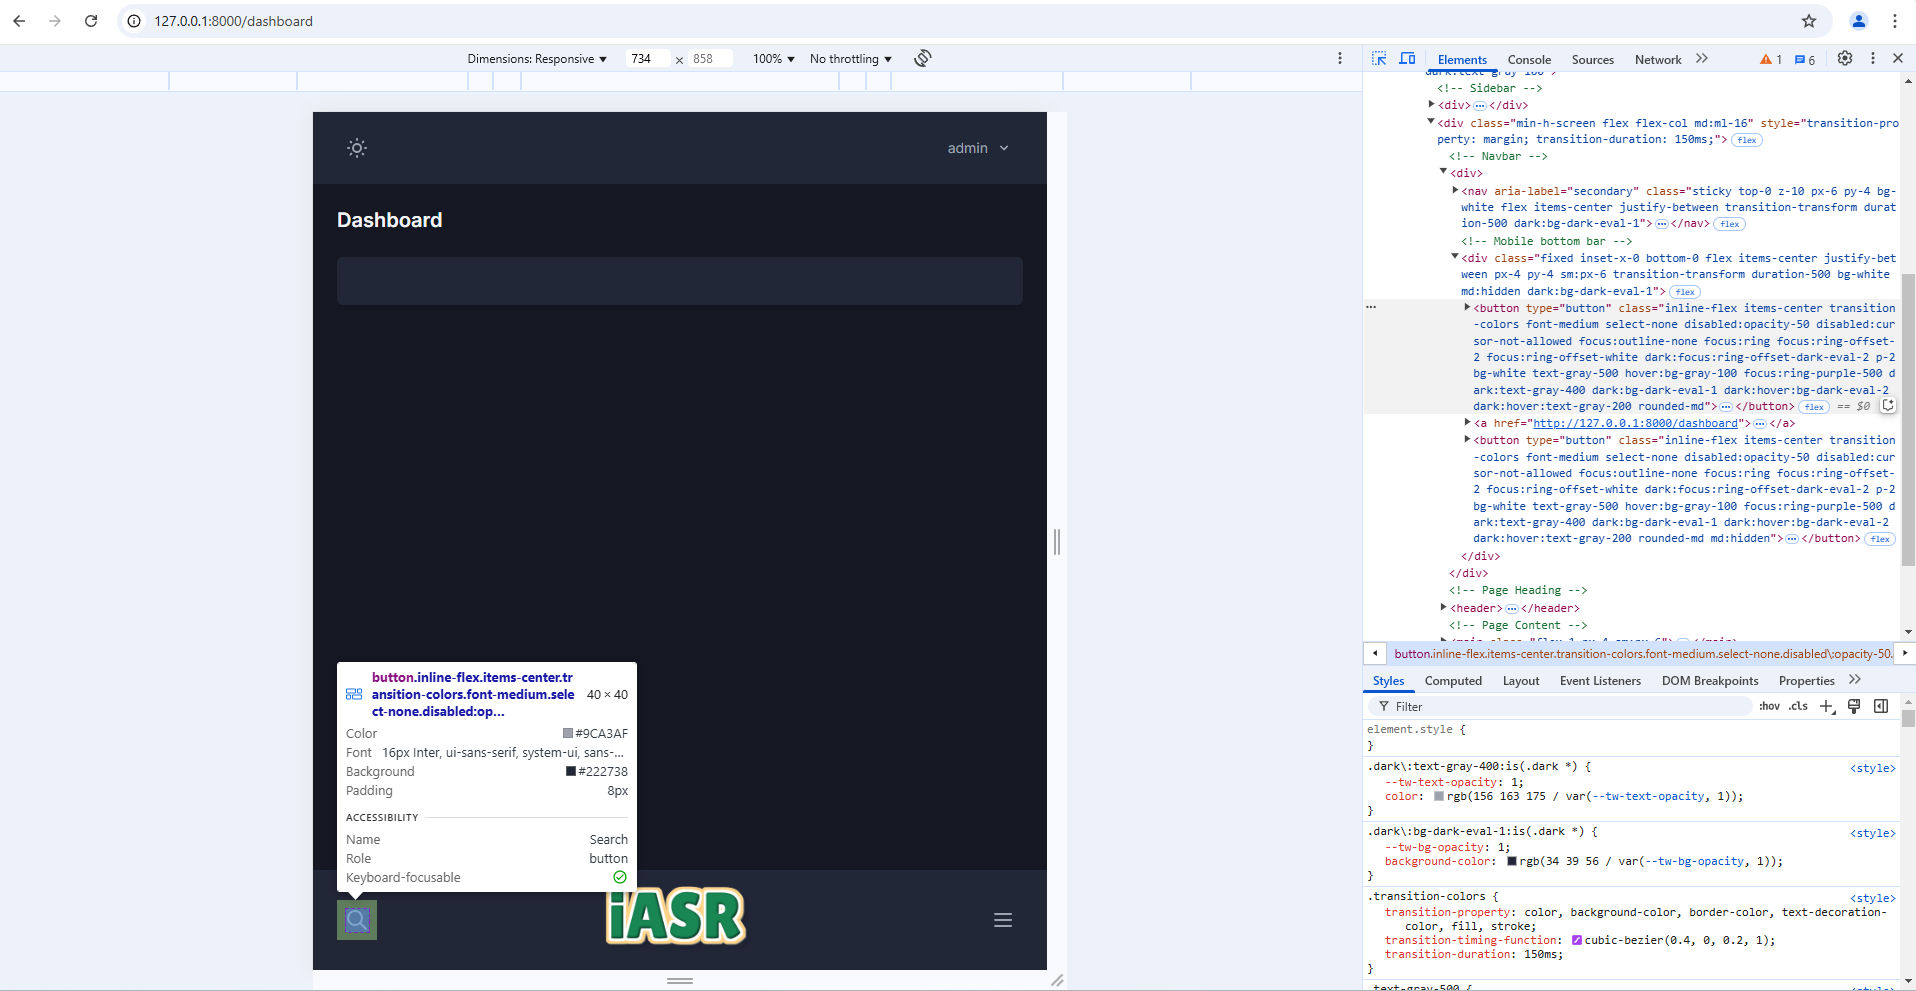 127.0.0.1:8000/dashboard
Dimensions: Responsive 734 × 858 100% No throttling
Elements Console Sources Network 1 6
dark:text-gray-100">
<!-- Sidebar -->
<div> </div>
<div class="min-h-screen flex flex-col md:ml-16" style="transition-pro
perty: margin; transition-duration: 150ms;"> flex
<!-- Navbar -->
<div>
<nav aria-label="secondary" class="sticky top-0 z-10 px-6 py-4 bg-
white flex items-center justify-between transition-transform durat
ion-500 dark:bg-dark-eval-1"> </nav> flex
<!-- Mobile bottom bar -->
<div class="fixed inset-x-0 bottom-0 flex items-center justify-bet
ween px-4 py-4 sm:px-6 transition-transform duration-500 bg-white
md:hidden dark:bg-dark-eval-1"> flex
<button type="button" class="inline-flex items-center transition
-colors font-medium select-none disabled:opacity-50 disabled:cur
sor-not-allowed focus:outline-none focus:ring focus:ring-offset-
2 focus:ring-offset-white dark:focus:ring-offset-dark-eval-2 p-2
bg-white text-gray-500 hover:bg-gray-100 focus:ring-purple-500 d
ark:text-gray-400 dark:bg-dark-eval-1 dark:hover:bg-dark-eval-2
dark:hover:text-gray-200 rounded-md"> </button> flex == $0
<a href="http://127.0.0.1:8000/dashboard"> </a>
<button type="button" class="inline-flex items-center transition
-colors font-medium select-none disabled:opacity-50 disabled:cur
sor-not-allowed focus:outline-none focus:ring focus:ring-offset-
2 focus:ring-offset-white dark:focus:ring-offset-dark-eval-2 p-2
bg-white text-gray-500 hover:bg-gray-100 focus:ring-purple-500 d
ark:text-gray-400 dark:bg-dark-eval-1 dark:hover:bg-dark-eval-2
dark:hover:text-gray-200 rounded-md md:hidden"> </button> flex
</div>
</div>
<!-- Page Heading -->
<header> </header>
<!-- Page Content -->
button.inline-flex.items-center.transition-colors.font-medium.select-none.disabled\:opacity-50.
Styles Computed Layout Event Listeners DOM Breakpoints Properties
Filter :hov .cls
element.style {
}
.dark\:text-gray-400:is(.dark *) { <style>
--tw-text-opacity: 1;
color: rgb(156 163 175 / var(--tw-text-opacity, 1));
}
.dark\:bg-dark-eval-1:is(.dark *) { <style>
--tw-bg-opacity: 1;
background-color: rgb(34 39 56 / var(--tw-bg-opacity, 1));
}
.transition-colors { <style>
transition-property: color, background-color, border-color, text-decoration-
color, fill, stroke;
transition-timing-function: cubic-bezier(0.4, 0, 0.2, 1);
transition-duration: 150ms;
}
.text-gray-500 {
admin
Dashboard
button.inline-flex.items-center.tr
ansition-colors.font-medium.sele 40 × 40
ct-none.disabled:op...
Color #9CA3AF
Font 16px Inter, ui-sans-serif, system-ui, sans-...
Background #222738
Padding 8px
ACCESSIBILITY
Name Search
Role button
Keyboard-focusable
iASR